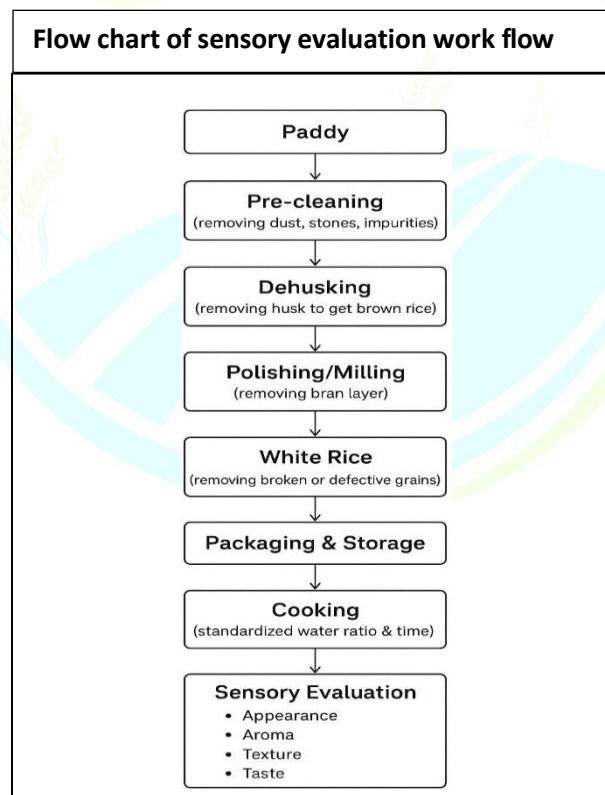 Flow chart of sensory evaluation work flow
Paddy
Pre-cleaning
(removing dust, stones, impurities)
Dehusking
(removing husk to get brown rice)
Polishing/Milling
(removing bran layer)
White Rice
(removing broken or defective grains)
Packaging & Storage
Cooking
(standardized water ratio & time)
Sensory Evaluation
• Appearance
• Aroma
• Texture
• Taste